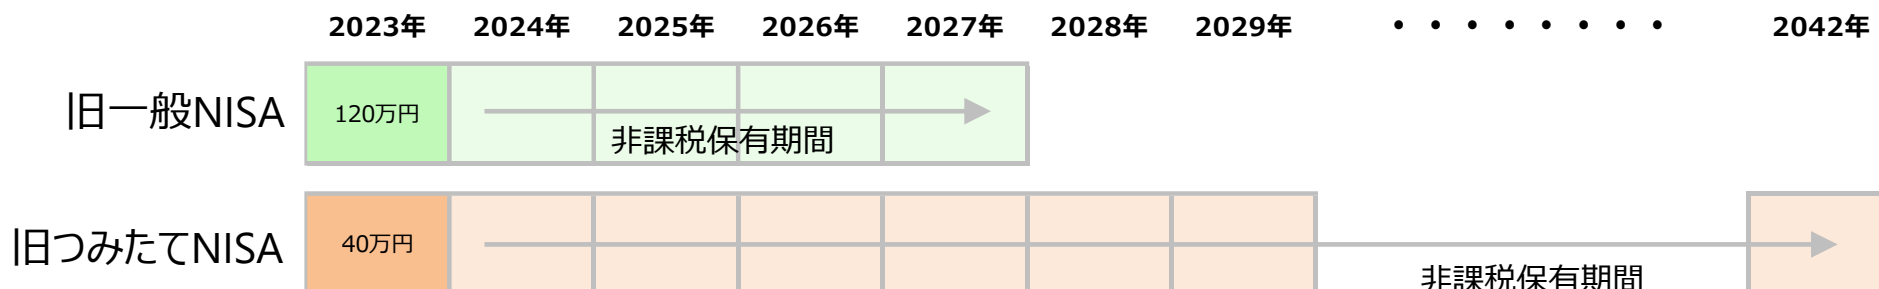 2023年 2024年 2025年 2026年 2027年 2028年 2029年 ・・・・・・・・ 2042年
旧一般NISA 120万円
非課税保有期間
旧つみたてNISA 40万円
非課税保有期間